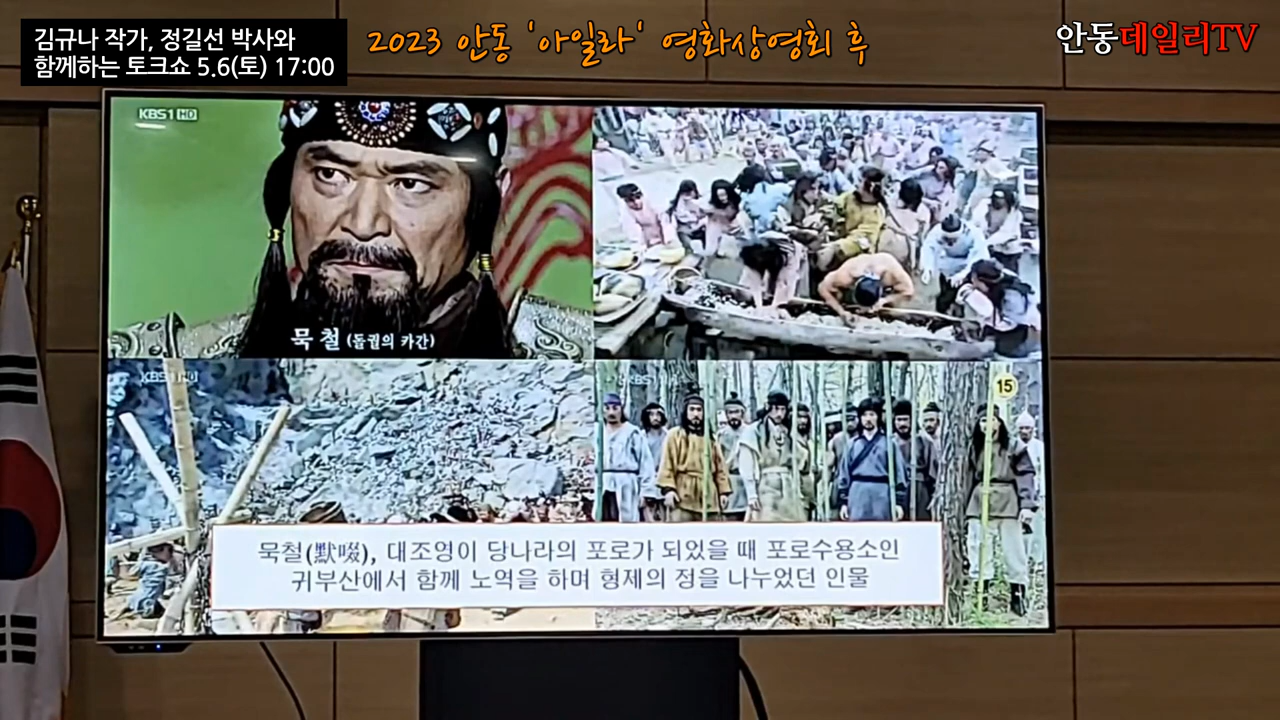 김규나 작가, 정길선 박사와
함께하는 토크쇼 5.6(토) 17:00
2023 안동 '아일라' 영화상영회 후
안동데일리TV
KBS1 HD
묵 철 (돌궐의 카간)
KBS1 HD
KBS1
15
묵철(默啜), 대조영이 당나라의 포로가 되었을 때 포로수용소인
귀부산에서 함께 노역을 하며 형제의 정을 나누었던 인물